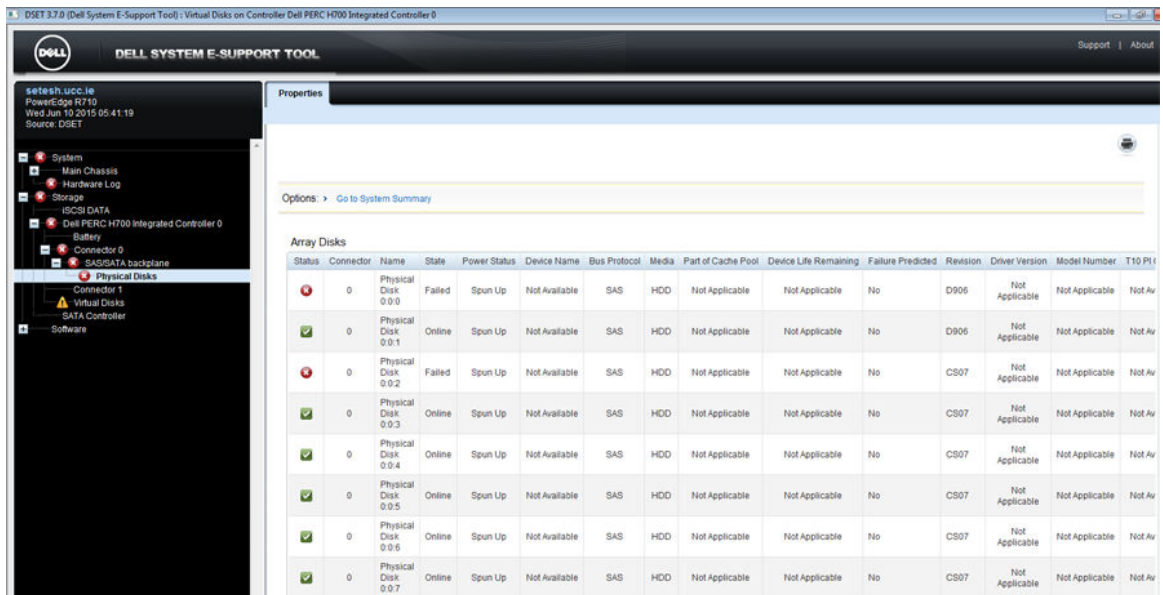 DSET 3.7.0 (Dell System E-Support Tool) : Virtual Disks on Controller Dell PERC H700 Integrated Controller 0
DELL
DELL SYSTEM E-SUPPORT TOOL
Support | About
setesh.ucc.ie
PowerEdge R710
Wed Jun 10 2015 05:41:19
Source: DSET
System
Main Chassis
Hardware Log
Storage
iSCSI DATA
Dell PERC H700 Integrated Controller 0
Battery
Connector 0
SAS/SATA backplane
Physical Disks
Connector 1
Virtual Disks
SATA Controller
Software
Properties
Options: › Go to System Summary
Array Disks
Status Connector Name State Power Status Device Name Bus Protocol Media Part of Cache Pool Device Life Remaining Failure Predicted Revision Driver Version Model Number T10 PI C
0 Physical Disk 0:0:0 Failed Spun Up Not Available SAS HDD Not Applicable Not Applicable No D906 Not Applicable Not Applicable Not Av
0 Physical Disk 0:0:1 Online Spun Up Not Available SAS HDD Not Applicable Not Applicable No D906 Not Applicable Not Applicable Not Av
0 Physical Disk 0:0:2 Failed Spun Up Not Available SAS HDD Not Applicable Not Applicable No CS07 Not Applicable Not Applicable Not Av
0 Physical Disk 0:0:3 Online Spun Up Not Available SAS HDD Not Applicable Not Applicable No CS07 Not Applicable Not Applicable Not Av
0 Physical Disk 0:0:4 Online Spun Up Not Available SAS HDD Not Applicable Not Applicable No CS07 Not Applicable Not Applicable Not Av
0 Physical Disk 0:0:5 Online Spun Up Not Available SAS HDD Not Applicable Not Applicable No CS07 Not Applicable Not Applicable Not Av
0 Physical Disk 0:0:6 Online Spun Up Not Available SAS HDD Not Applicable Not Applicable No CS07 Not Applicable Not Applicable Not Av
0 Physical Disk 0:0:7 Online Spun Up Not Available SAS HDD Not Applicable Not Applicable No CS07 Not Applicable Not Applicable Not Av